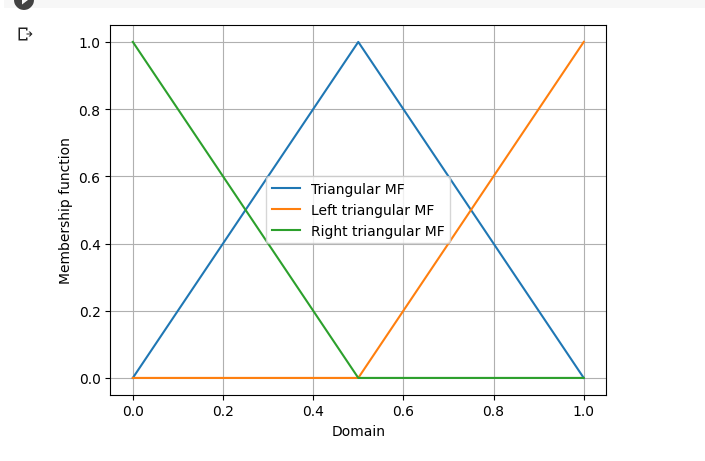 1.0
0.8
0.6
0.4
0.2
0.0
Membership function
Triangular MF
Left triangular MF
Right triangular MF
0.0 0.2 0.4 0.6 0.8 1.0
Domain